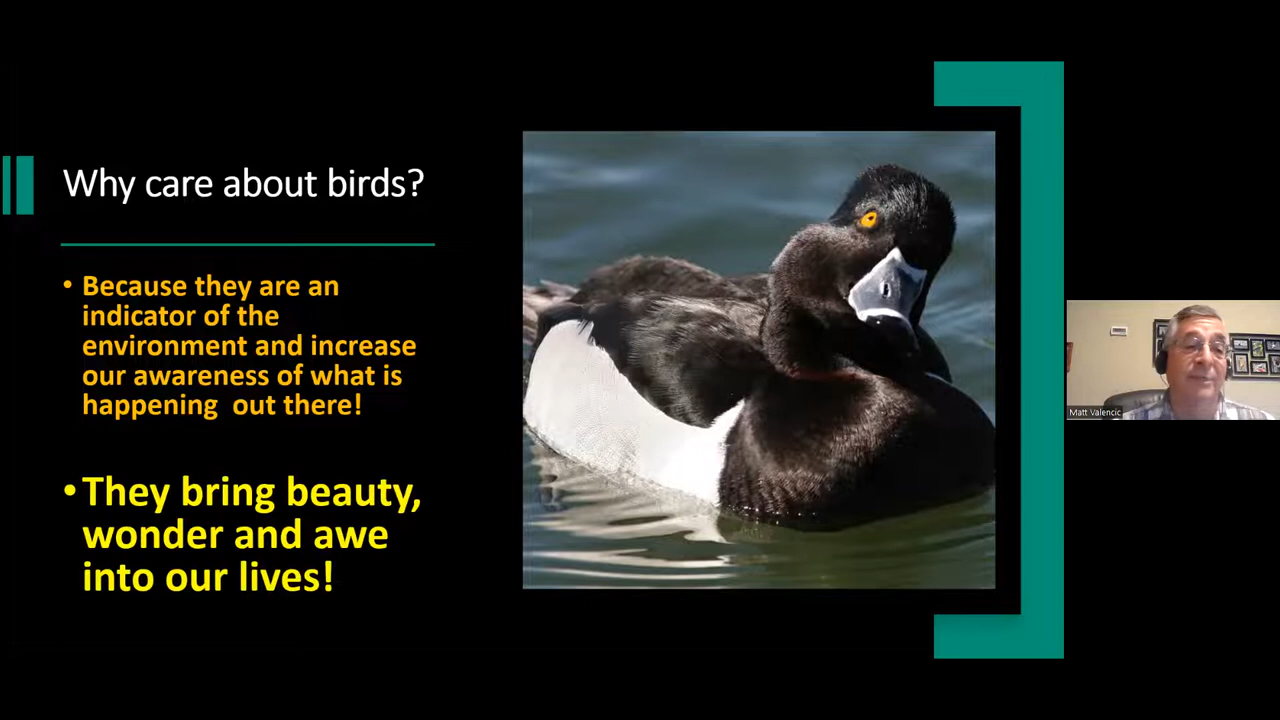 Why care about birds?
• Because they are an
indicator of the
environment and increase
our awareness of what is
happening  out there!
• They bring beauty,
wonder and awe
into our lives!
Matt Valencic